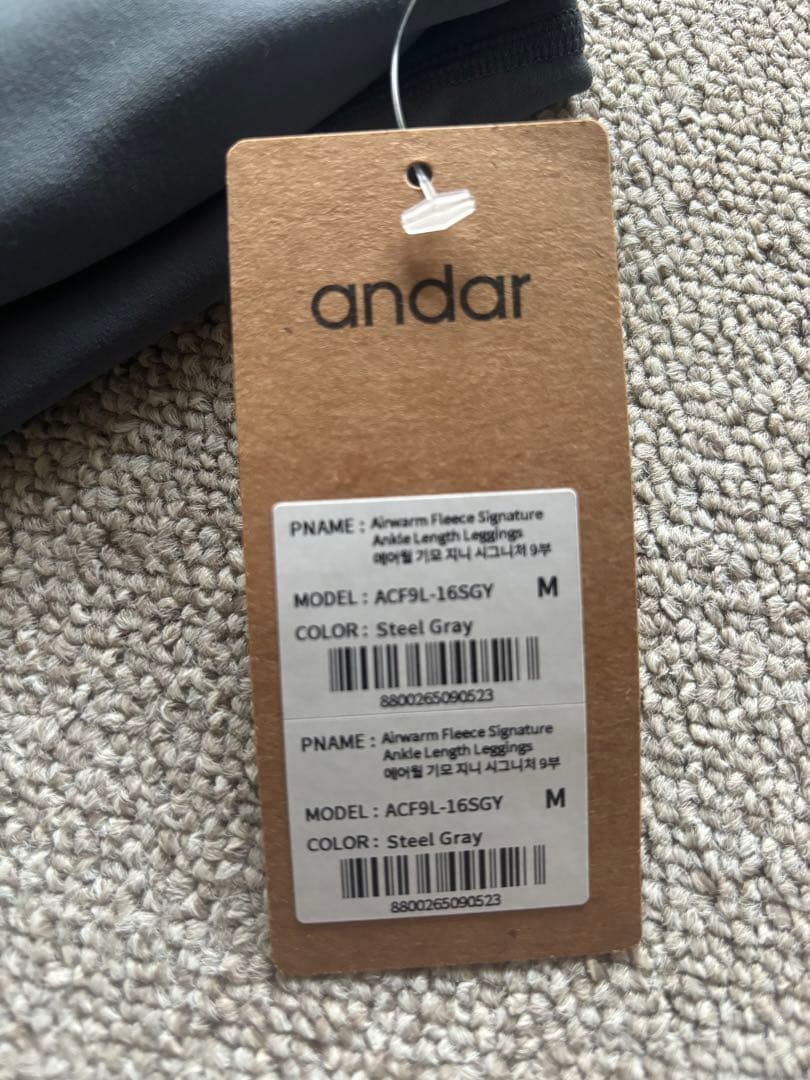 andar
PNAME : Airwarm Fleece Signature
Ankle Length Leggings
에어웜 기모 지니 시그니처 9부
MODEL : ACF9L-16SGY M
COLOR : Steel Gray
8800265090523
PNAME : Airwarm Fleece Signature
Ankle Length Leggings
에어웜 기모 지니 시그니처 9부
MODEL : ACF9L-16SGY M
COLOR : Steel Gray
8800265090523